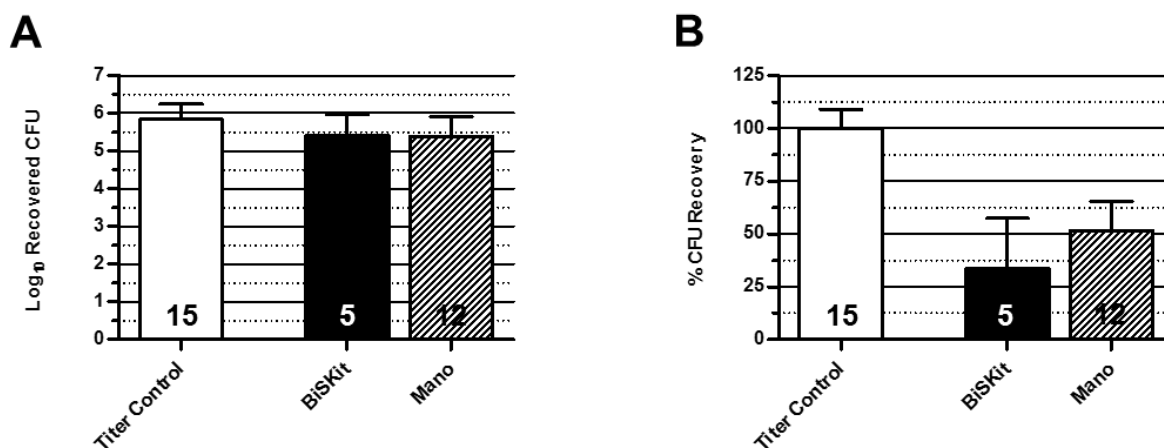 A
Log10 Recovered CFU
7
6
5
4
3
2
1
0
15
5
12
Titer Control
BiSKit
Mano
B
% CFU Recovery
125
100
75
50
25
0
15
5
12
Titer Control
BiSKit
Mano